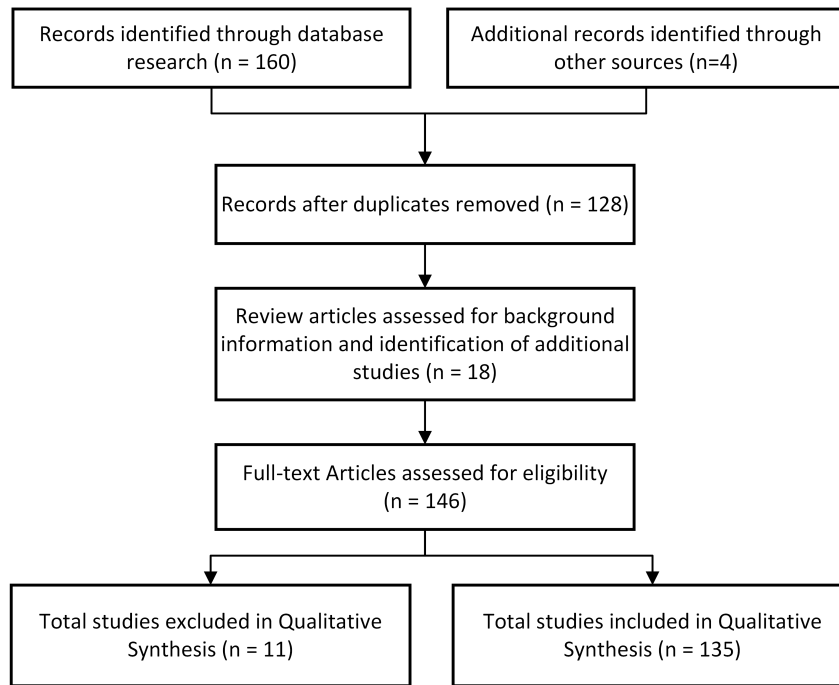 Records identified through database
research (n = 160)
Additional records identified through
other sources (n=4)
Records after duplicates removed (n = 128)
Review articles assessed for background
information and identification of additional
studies (n = 18)
Full-text Articles assessed for eligibility
(n = 146)
Total studies excluded in Qualitative
Synthesis (n = 11)
Total studies included in Qualitative
Synthesis (n = 135)